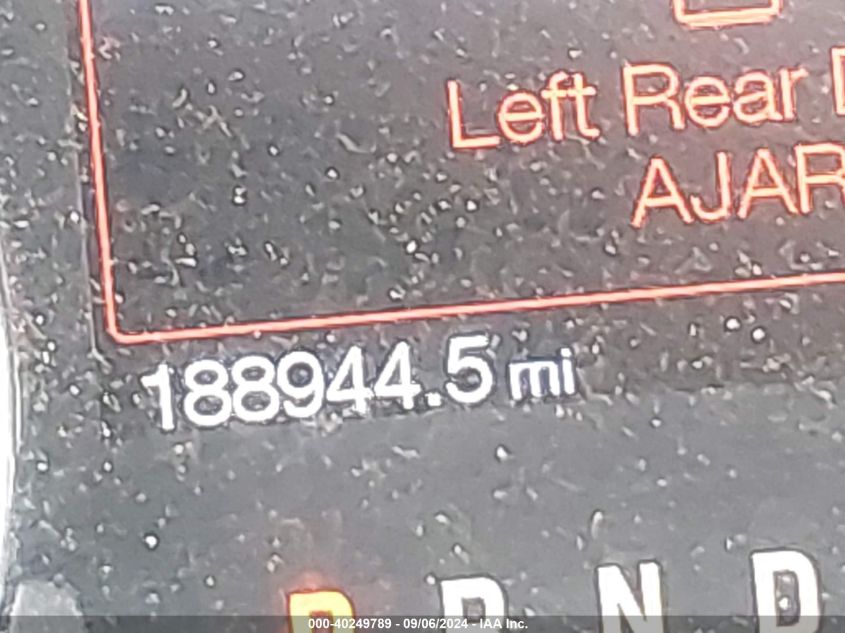 Left Rear D
AJAR
188944.5 mi
P R N D
000-40249789 - 09/06/2024 - IAA Inc.